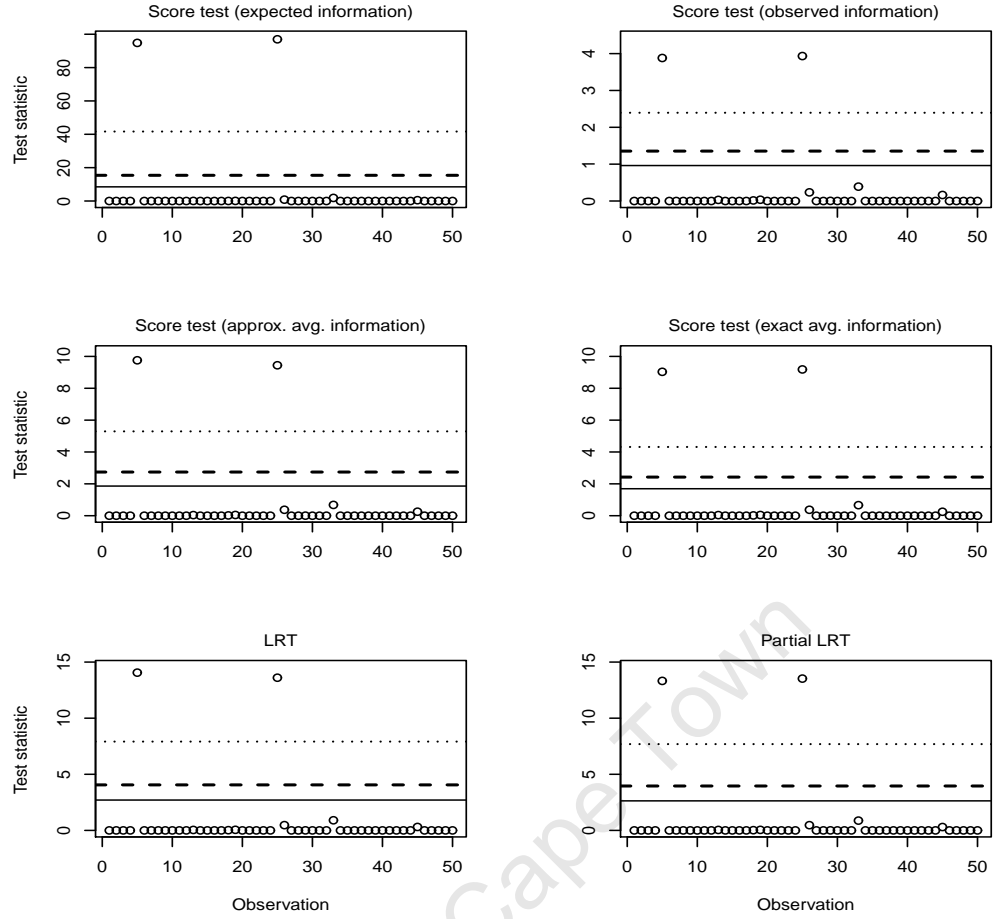 Score test (expected information)
Test statistic
0 20 40 60 80
0 10 20 30 40 50
Score test (observed information)
0 1 2 3 4
0 10 20 30 40 50
Score test (approx. avg. information)
Test statistic
0 2 4 6 8 10
0 10 20 30 40 50
Score test (exact avg. information)
0 2 4 6 8 10
0 10 20 30 40 50
LRT
Test statistic
0 5 10 15
0 10 20 30 40 50
Observation
Partial LRT
0 5 10 15
0 10 20 30 40 50
Observation
Cape Town